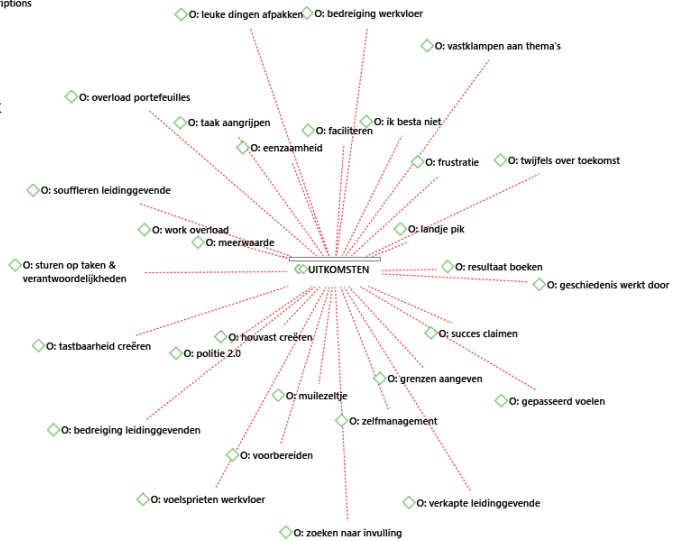 riptions
O: leuke dingen afpakken
O: bedreiging werkvloer
O: vastklampen aan thema's
O: overload portefeuilles
O: taak aangrijpen
O: ik besta niet
O: faciliteren
O: eenzaamheid
O: frustratie
O: twijfels over toekomst
O: souffleren leidinggevende
O: work overload
O: landje pik
O: meerwaarde
O: sturen op taken &
verantwoordelijkheden
UITKOMSTEN
O: resultaat boeken
O: geschiedenis werkt door
O: houvast creëren
O: succes claimen
O: tastbaarheid creëren
O: politie 2.0
O: grenzen aangeven
O: muilezeltje
O: gepasseerd voelen
O: zelfmanagement
O: bedreiging leidinggevenden
O: voorbereiden
O: voelsprieten werkvloer
O: verkapte leidinggevende
O: zoeken naar invulling